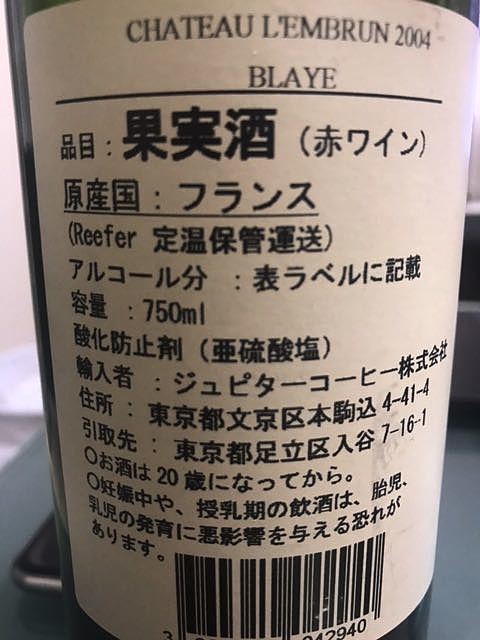 CHATEAU L'EMBRUN 2004
BLAYE
品目：果実酒（赤ワイン）
原産国：フランス
(Reefer 定温保管運送)
アルコール分　：表ラベルに記載
容量　：750ml
酸化防止剤（亜硫酸塩）
輸入者　：ジュピターコーヒー株式会社
住所　：東京都文京区本駒込 4-41-4
引取先　：東京都足立区入谷 7-16-1
〇お酒は 20 歳になってから。
〇妊娠中や、授乳期の飲酒は、胎児、
乳児の発育に悪影響を与える恐れが
あります。
3 042940